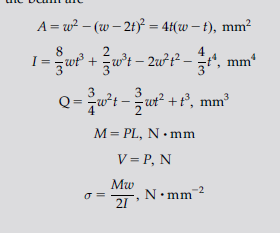 the beam are
A = w² – (w – 2t)² = 4t(w – t), mm²
I = 8/3 wt³ + 2/3 w³t – 2w²t² – 4/3 t⁴, mm⁴
Q = 3/4 w²t – 3/2 wt² + t³, mm³
M = PL, N·mm
V = P, N
σ = Mw/2I, N·mm⁻²